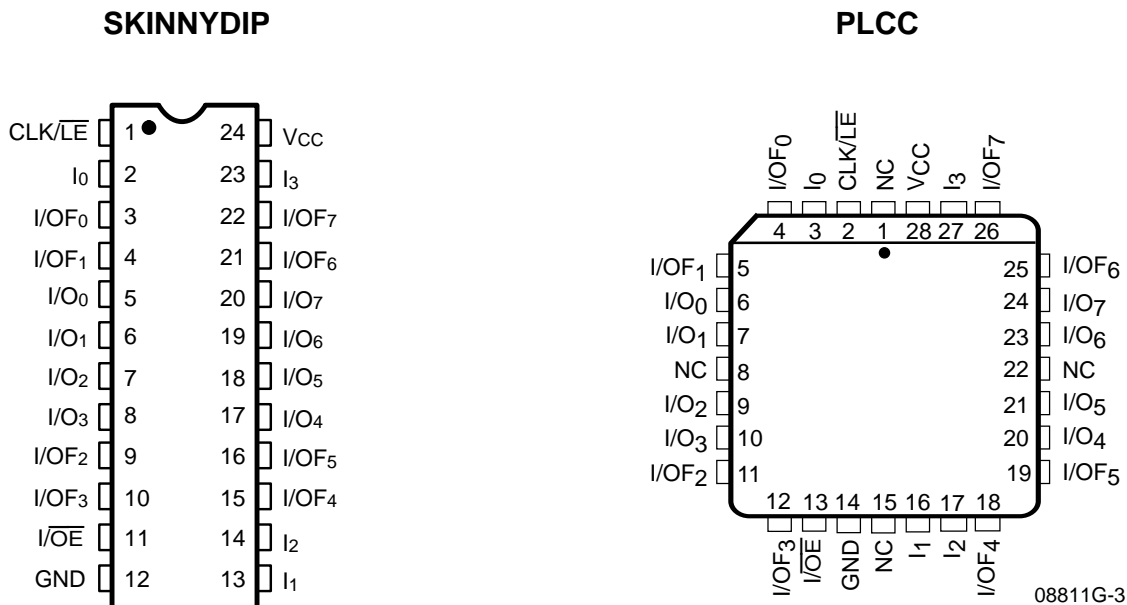 SKINNYDIP
CLK/LE 1 24 VCC
I0 2 23 I3
I/OF0 3 22 I/OF7
I/OF1 4 21 I/OF6
I/O0 5 20 I/O7
I/O1 6 19 I/O6
I/O2 7 18 I/O5
I/O3 8 17 I/O4
I/OF2 9 16 I/OF5
I/OF3 10 15 I/OF4
I/OE 11 14 I2
GND 12 13 I1
PLCC
I/OF0 I0 CLK/LE NC VCC I3 I/OF7
4 3 2 1 28 27 26
I/OF1 5 25 I/OF6
I/O0 6 24 I/O7
I/O1 7 23 I/O6
NC 8 22 NC
I/O2 9 21 I/O5
I/O3 10 20 I/O4
I/OF2 11 19 I/OF5
12 13 14 15 16 17 18
I/OF3 I/OE GND NC I1 I2 I/OF4
08811G-3